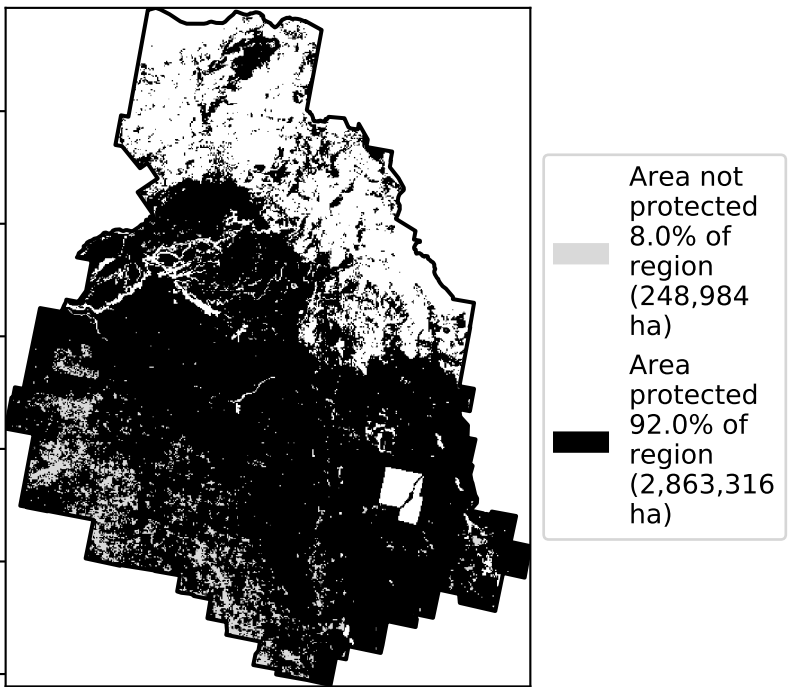 Area not
protected
8.0% of
region
(248,984
ha)
Area
protected
92.0% of
region
(2,863,316
ha)